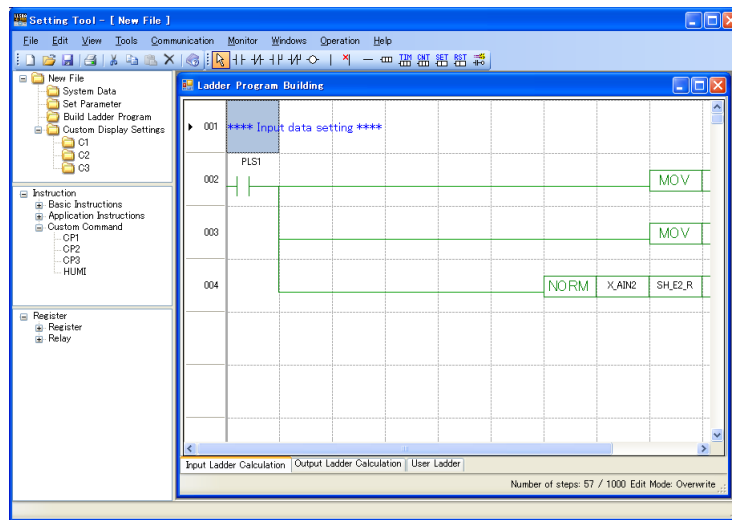 Setting Tool - [ New File ]
File Edit View Tools Communication Monitor Windows Operation Help
TIM CNT SET RST
New File
System Data
Set Parameter
Build Ladder Program
Custom Display Settings
C1
C2
C3
Instruction
Basic Instructions
Application Instructions
Custom Command
CP1
CP2
CP3
HUMI
Register
Register
Relay
Ladder Program Building
001 **** Input data setting ****
PLS1
002 MOV
003 MOV
004 NORM X_AIN2 SH_E2_R
Input Ladder Calculation Output Ladder Calculation User Ladder
Number of steps: 57 / 1000 Edit Mode: Overwrite